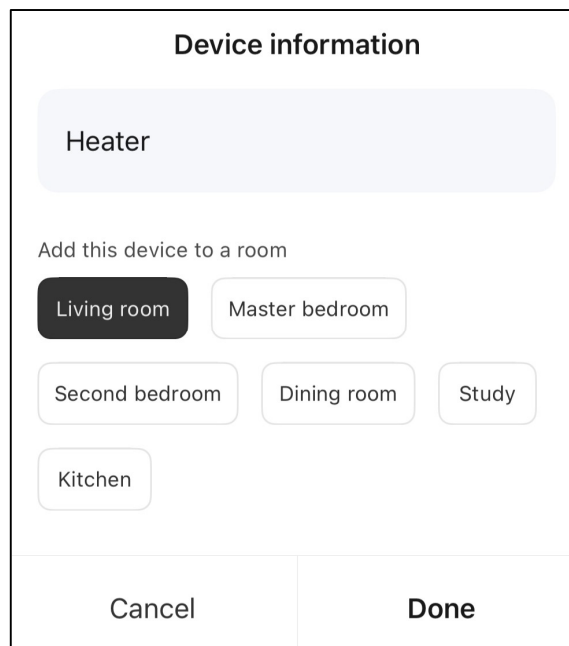 Device information
Heater
Add this device to a room
Living room Master bedroom
Second bedroom Dining room Study
Kitchen
Cancel Done